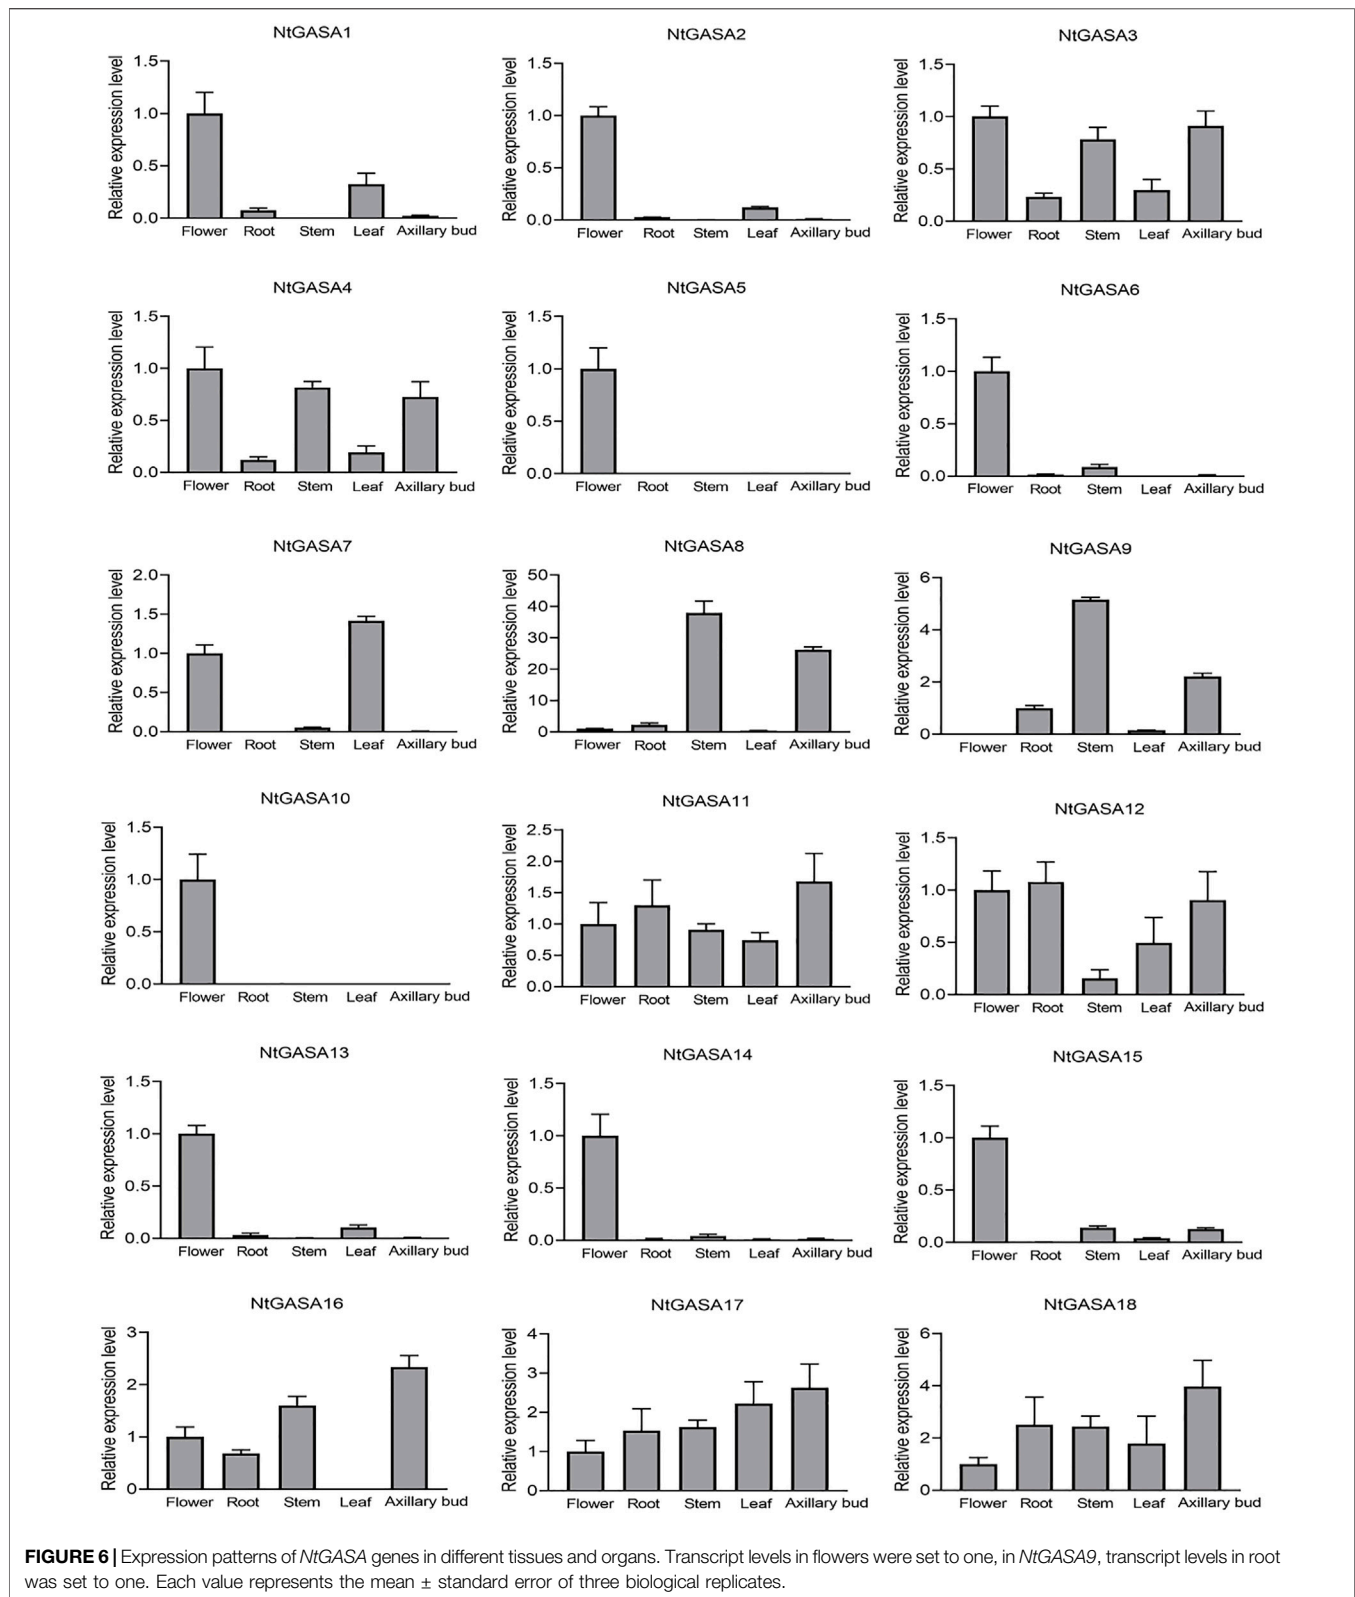 NtGASA1
Relative expression level
1.5
1.0
0.5
0.0
Flower Root Stem Leaf Axillary bud
NtGASA2
Relative expression level
1.5
1.0
0.5
0.0
Flower Root Stem Leaf Axillary bud
NtGASA3
Relative expression level
1.5
1.0
0.5
0.0
Flower Root Stem Leaf Axillary bud
NtGASA4
Relative expression level
1.5
1.0
0.5
0.0
Flower Root Stem Leaf Axillary bud
NtGASA5
Relative expression level
1.5
1.0
0.5
0.0
Flower Root Stem Leaf Axillary bud
NtGASA6
Relative expression level
1.5
1.0
0.5
0.0
Flower Root Stem Leaf Axillary bud
NtGASA7
Relative expression level
2.0
1.5
1.0
0.5
0.0
Flower Root Stem Leaf Axillary bud
NtGASA8
Relative expression level
50
40
30
20
10
0
Flower Root Stem Leaf Axillary bud
NtGASA9
Relative expression level
6
4
2
0
Flower Root Stem Leaf Axillary bud
NtGASA10
Relative expression level
1.5
1.0
0.5
0.0
Flower Root Stem Leaf Axillary bud
NtGASA11
Relative expression level
2.5
2.0
1.5
1.0
0.5
0.0
Flower Root Stem Leaf Axillary bud
NtGASA12
Relative expression level
1.5
1.0
0.5
0.0
Flower Root Stem Leaf Axillary bud
NtGASA13
Relative expression level
1.5
1.0
0.5
0.0
Flower Root Stem Leaf Axillary bud
NtGASA14
Relative expression level
1.5
1.0
0.5
0.0
Flower Root Stem Leaf Axillary bud
NtGASA15
Relative expression level
1.5
1.0
0.5
0.0
Flower Root Stem Leaf Axillary bud
NtGASA16
Relative expression level
3
2
1
0
Flower Root Stem Leaf Axillary bud
NtGASA17
Relative expression level
4
3
2
1
0
Flower Root Stem Leaf Axillary bud
NtGASA18
Relative expression level
6
4
2
0
Flower Root Stem Leaf Axillary bud
FIGURE 6 | Expression patterns of NtGASA genes in different tissues and organs. Transcript levels in flowers were set to one, in NtGASA9, transcript levels in root
was set to one. Each value represents the mean ± standard error of three biological replicates.